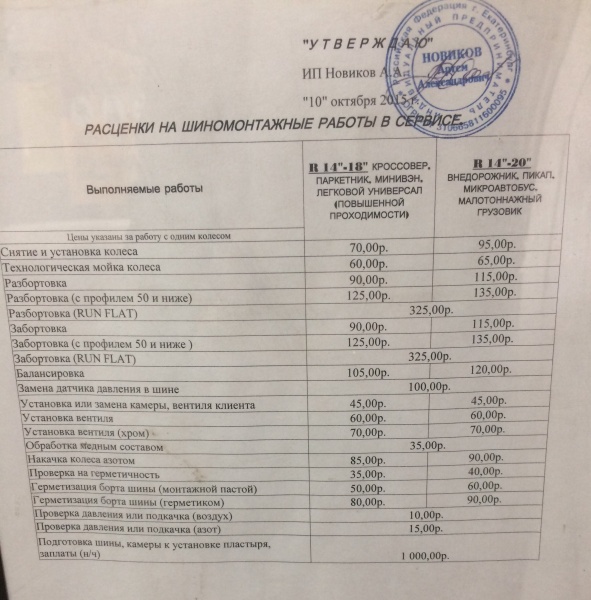 "УТВЕРЖДАЮ"
ИП Новиков А.А.
"10" октября 2015 г.
НОВИКОВ
Артем
Александрович
РАСЦЕНКИ НА ШИНОМОНТАЖНЫЕ РАБОТЫ В СЕРВИСЕ.
Выполняемые работы
R 14"-18" КРОССОВЕР,
ПАРКЕТНИК, МИНИВЭН,
ЛЕГКОВОЙ УНИВЕРСАЛ
(ПОВЫШЕННОЙ
ПРОХОДИМОСТИ)
R 14"-20"
ВНЕДОРОЖНИК, ПИКАП,
МИКРОАВТОБУС,
МАЛОТОННАЖНЫЙ
ГРУЗОВИК
Цены указаны за работу с одним колесом
Снятие и установка колеса 70,00р. 95,00р.
Технологическая мойка колеса 60,00р. 65,00р.
Разбортовка 90,00р. 115,00р.
Разбортовка (с профилем 50 и ниже) 125,00р. 135,00р.
Разбортовка (RUN FLAT) 325,00р.
Забортовка 90,00р. 115,00р.
Забортовка (с профилем 50 и ниже ) 125,00р. 135,00р.
Забортовка (RUN FLAT) 325,00р.
Балансировка 105,00р. 120,00р.
Замена датчика давления в шине 100,00р.
Установка или замена камеры, вентиля клиента 45,00р. 45,00р.
Установка вентиля 60,00р. 60,00р.
Установка вентиля (хром) 70,00р. 70,00р.
Обработка медным составом 35,00р.
Накачка колеса азотом 85,00р. 90,00р.
Проверка на герметичность 35,00р. 40,00р.
Герметизация борта шины (монтажной пастой) 50,00р. 60,00р.
Герметизация борта шины (герметиком) 80,00р. 90,00р.
Проверка давления или подкачка (воздух) 10,00р.
Проверка давления или подкачка (азот) 15,00р.
Подготовка шины, камеры к установке пластыря,
заплаты (н/ч) 1 000,00р.